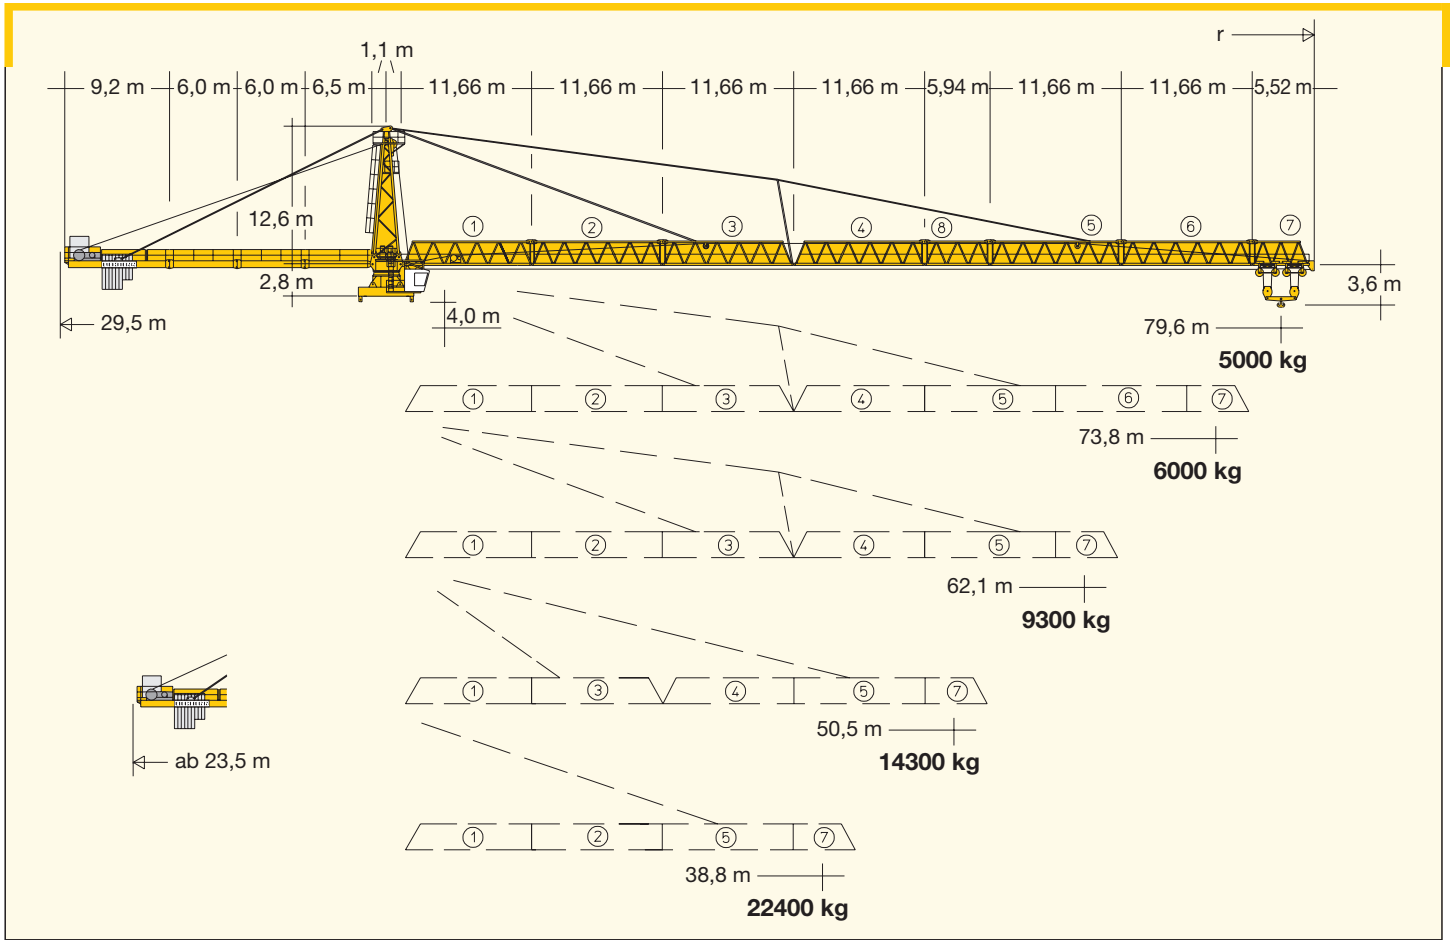 r
1,1 m
9,2 m 6,0 m 6,0 m 6,5 m 11,66 m 11,66 m 11,66 m 11,66 m 5,94 m 11,66 m 11,66 m 5,52 m
12,6 m
1 2 3 4 8 5 6 7
2,8 m
3,6 m
29,5 m
4,0 m
79,6 m
5000 kg
1 2 3 4 5 6 7
73,8 m
6000 kg
1 2 3 4 5 7
62,1 m
9300 kg
1 3 4 5 7
50,5 m
14300 kg
ab 23,5 m
1 2 5 7
38,8 m
22400 kg